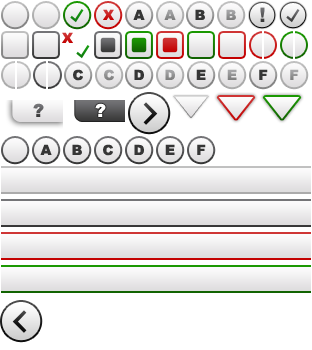 X A A B B !
X
C C D D E E F F
? ?
A B C D E F